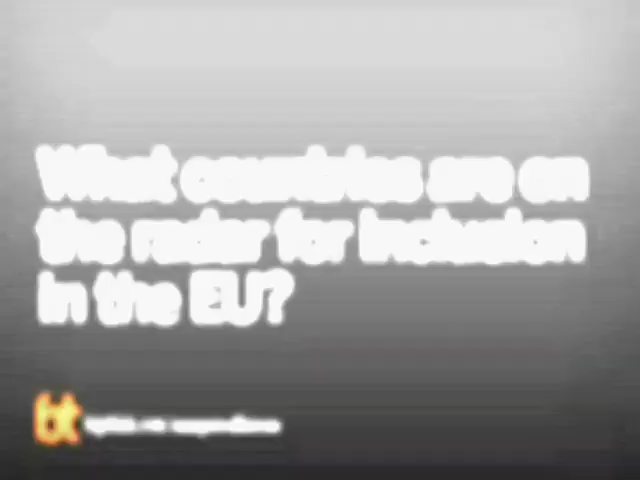 What countries are on
the radar for inclusion
in the EU?
bt